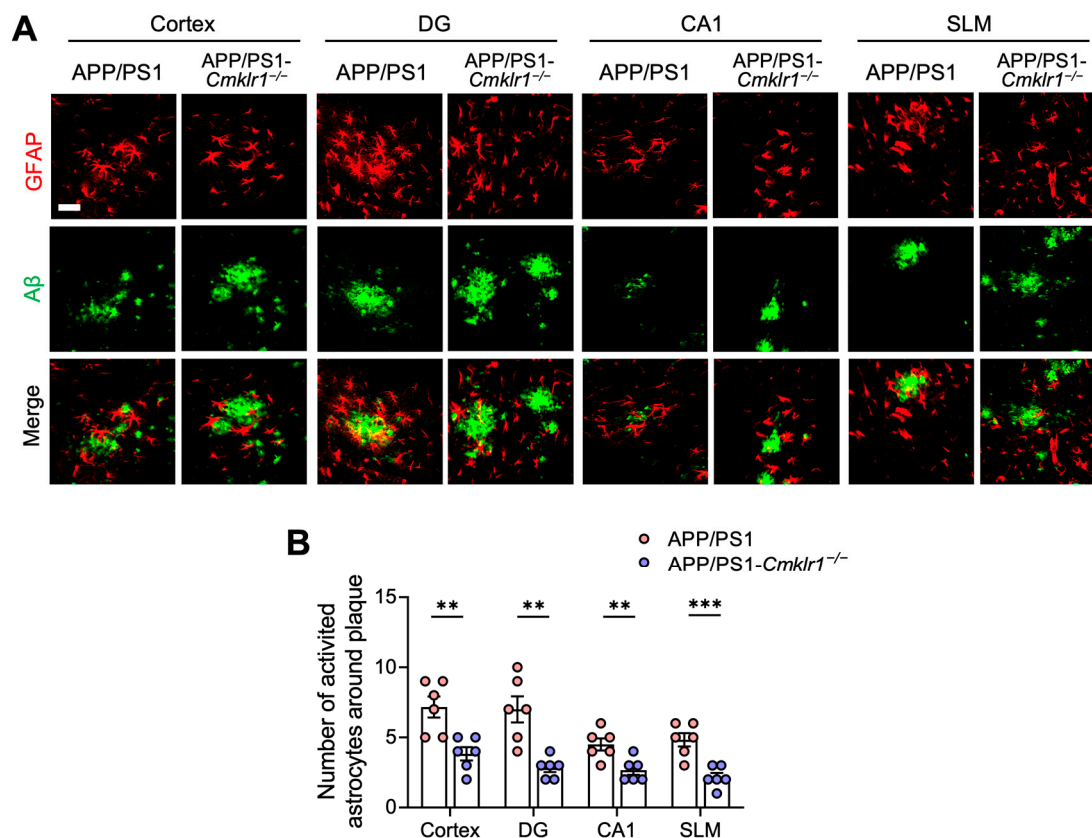 A
Cortex DG CA1 SLM
APP/PS1 APP/PS1-Cmklr1−/− APP/PS1 APP/PS1-Cmklr1−/− APP/PS1 APP/PS1-Cmklr1−/− APP/PS1 APP/PS1-Cmklr1−/−
GFAP
Aβ
Merge
B
APP/PS1
APP/PS1-Cmklr1−/−
Number of activited
astrocytes around plaque
15
10
5
0
** ** ** ***
Cortex DG CA1 SLM